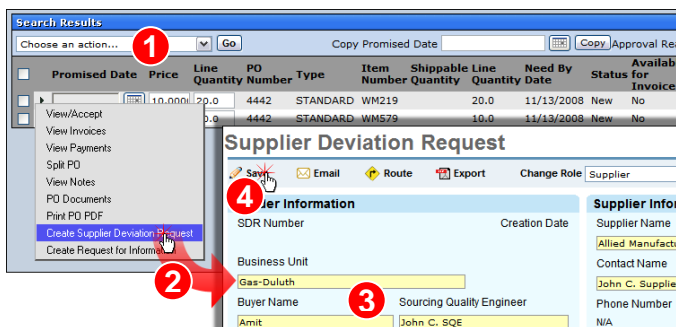 Search Results
Choose an action... 1 Go Copy Promised Date Copy Approval Rea
Promised Date Price Line Quantity PO Number Type Item Number Shippable Quantity Line Quantity Need By Date Status Availab for Invoice
10.000 20.0 4442 STANDARD WM219 20.0 11/13/2008 New No
0.0 4442 STANDARD WM579 10.0 11/13/2008 New No
View/Accept
View Invoices
View Payments
Split PO
View Notes
PO Documents
Print PO PDF
Create Supplier Deviation Request
Create Request for Information
2
Supplier Deviation Request
Save Email Route Export Change Role Supplier
4
Information Supplier Infor
SDR Number Creation Date Supplier Name
Allied Manufactu
Business Unit Contact Name
Gas-Duluth John C. Supplie
Buyer Name 3 Sourcing Quality Engineer Phone Number
Amit John C. SQE N/A